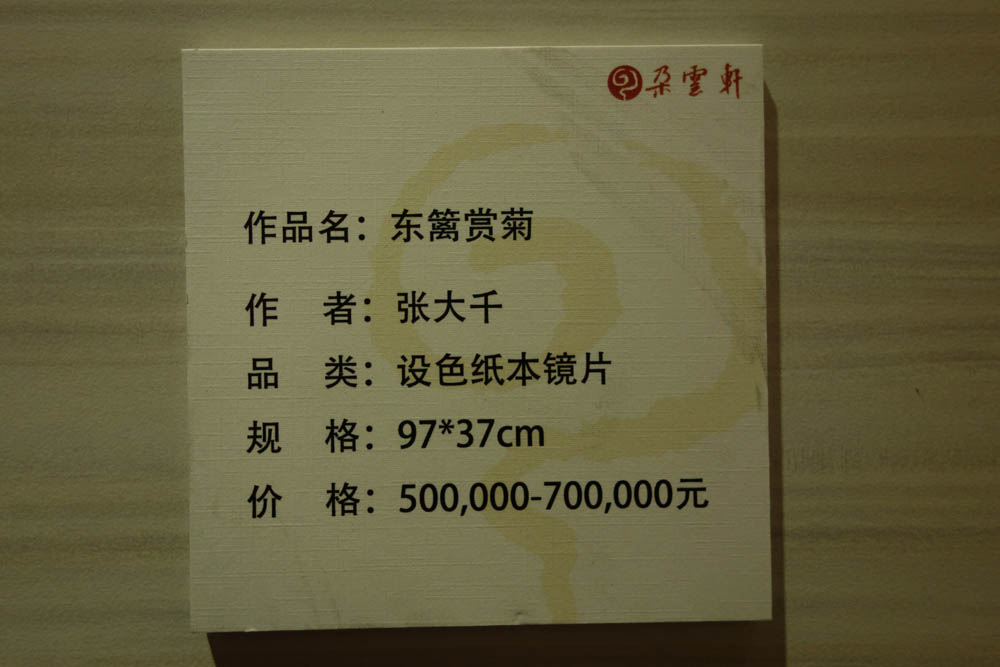 朵雲軒
作品名：东篱赏菊
作 者：张大千
品 类：设色纸本镜片
规 格：97*37cm
价 格：500,000-700,000元